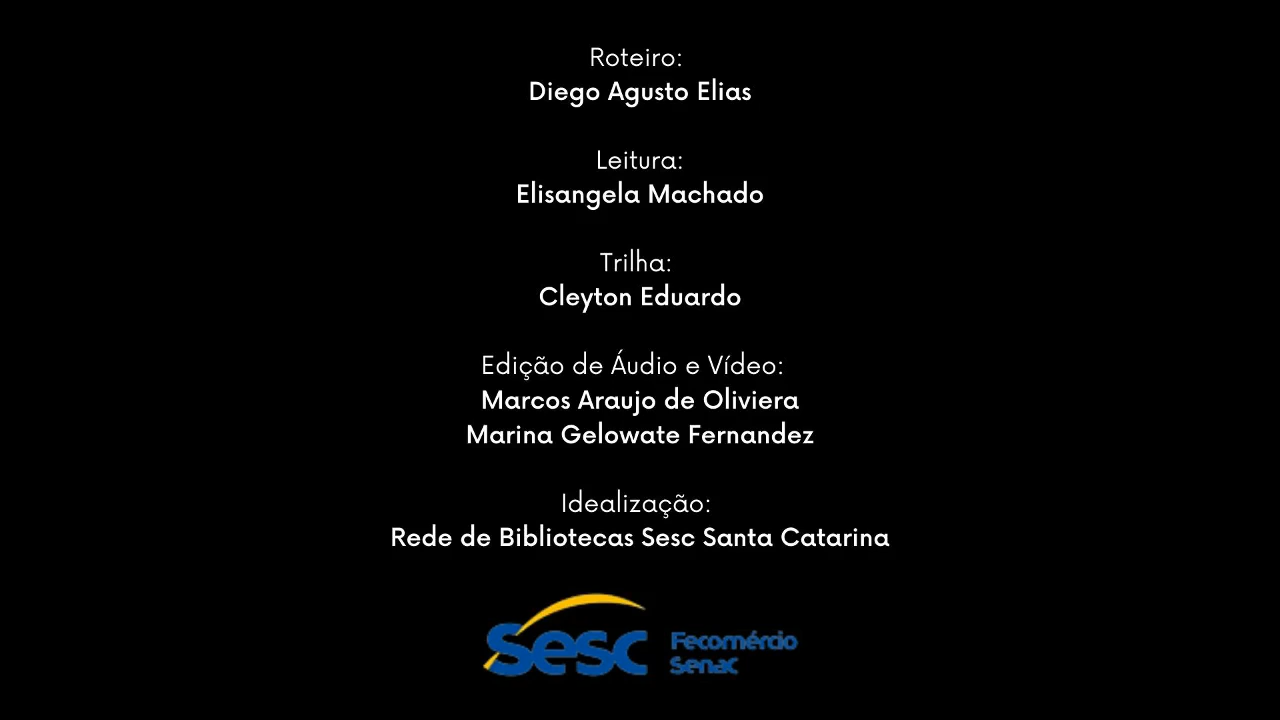 Roteiro:
Diego Agusto Elias
Leitura:
Elisangela Machado
Trilha:
Cleyton Eduardo
Edição de Áudio e Vídeo:
Marcos Araujo de Oliviera
Marina Gelowate Fernandez
Idealização:
Rede de Bibliotecas Sesc Santa Catarina
Sesc
Fecomércio
Senac